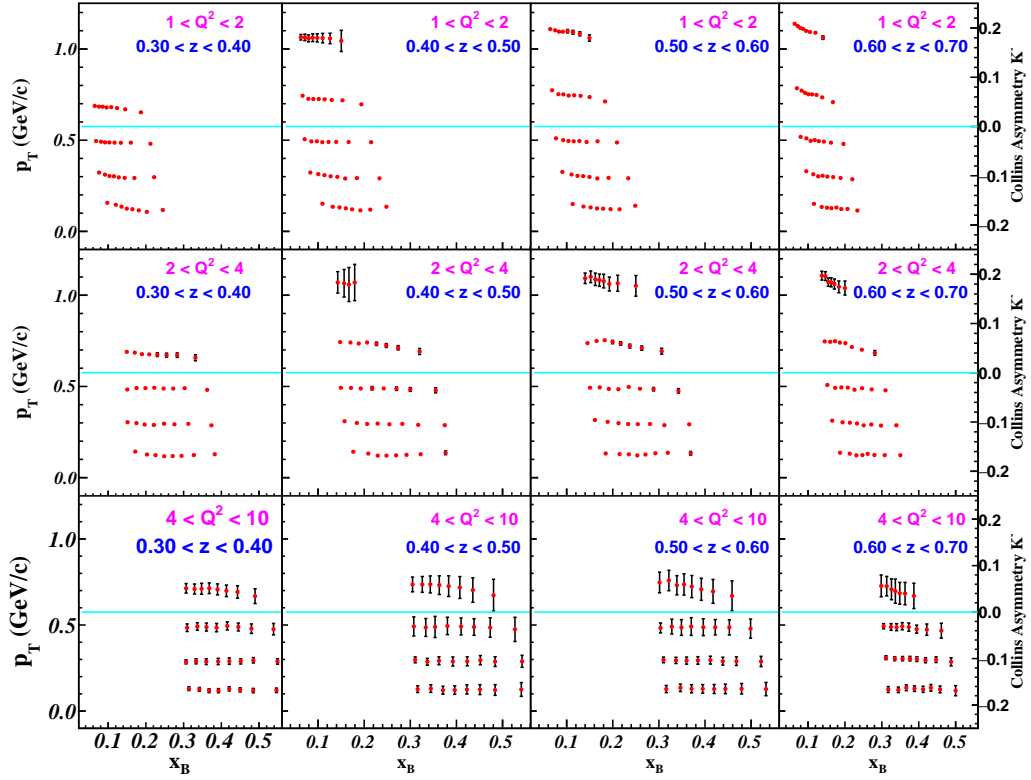 1 < Q² < 2
0.30 < z < 0.40
1 < Q² < 2
0.40 < z < 0.50
1 < Q² < 2
0.50 < z < 0.60
1 < Q² < 2
0.60 < z < 0.70
1.0
0.5
0.0
p_T (GeV/c)
0.2
0.1
0.0
−0.1
−0.2
Collins Asymmetry K⁻
2 < Q² < 4
0.30 < z < 0.40
2 < Q² < 4
0.40 < z < 0.50
2 < Q² < 4
0.50 < z < 0.60
2 < Q² < 4
0.60 < z < 0.70
1.0
0.5
0.0
p_T (GeV/c)
0.2
0.1
0.0
−0.1
−0.2
Collins Asymmetry K⁻
4 < Q² < 10
0.30 < z < 0.40
4 < Q² < 10
0.40 < z < 0.50
4 < Q² < 10
0.50 < z < 0.60
4 < Q² < 10
0.60 < z < 0.70
1.0
0.5
0.0
p_T (GeV/c)
0.2
0.1
0.0
−0.1
−0.2
Collins Asymmetry K⁻
0.1 0.2 0.3 0.4 0.5
0.1 0.2 0.3 0.4 0.5
0.1 0.2 0.3 0.4 0.5
0.1 0.2 0.3 0.4 0.5
x_B
x_B
x_B
x_B